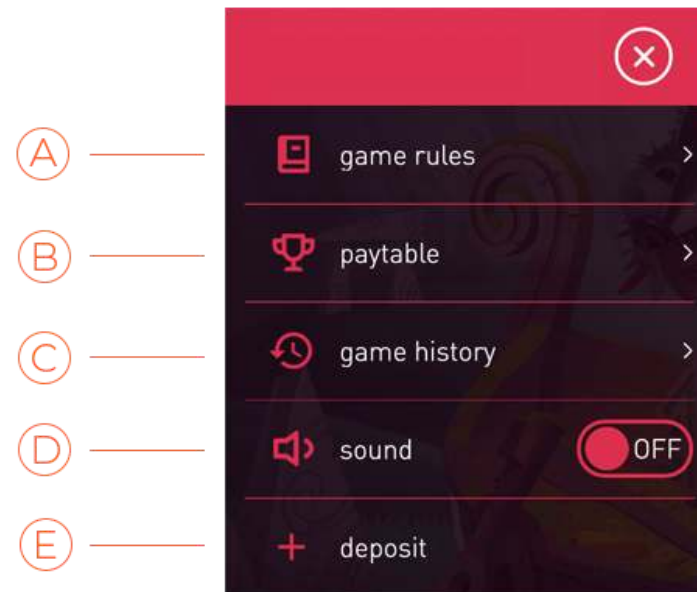 A game rules
B paytable
C game history
D sound OFF
E deposit